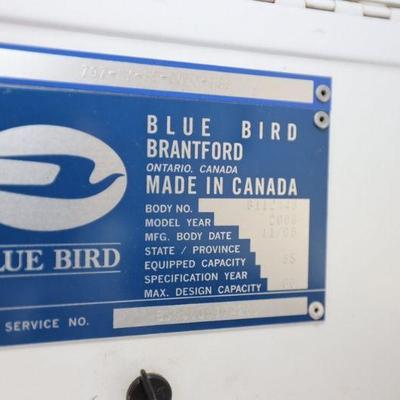 BLUE BIRD
BRANTFORD
ONTARIO, CANADA
MADE IN CANADA
BODY NO.
MODEL YEAR
MFG. BODY DATE 11/
STATE / PROVINCE
EQUIPPED CAPACITY
SPECIFICATION YEAR
MAX. DESIGN CAPACITY
LUE BIRD
SERVICE NO.